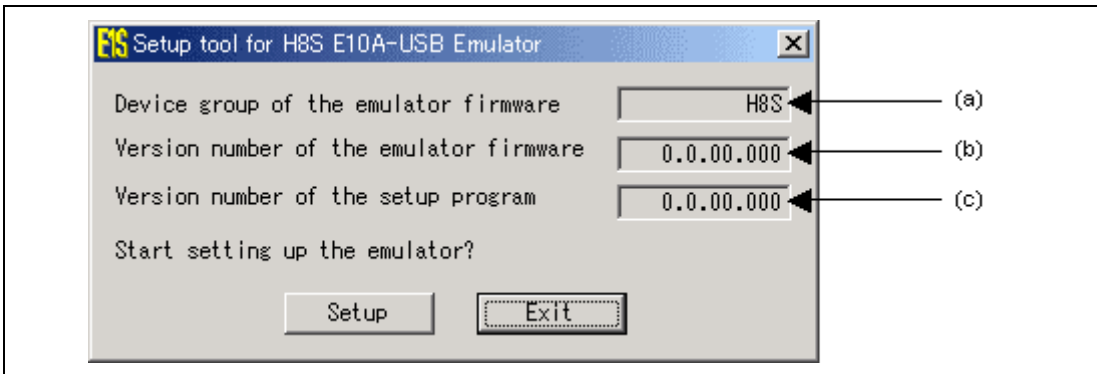 E1S Setup tool for H8S E10A-USB Emulator
Device group of the emulator firmware H8S (a)
Version number of the emulator firmware 0.0.00.000 (b)
Version number of the setup program 0.0.00.000 (c)
Start setting up the emulator?
Setup Exit